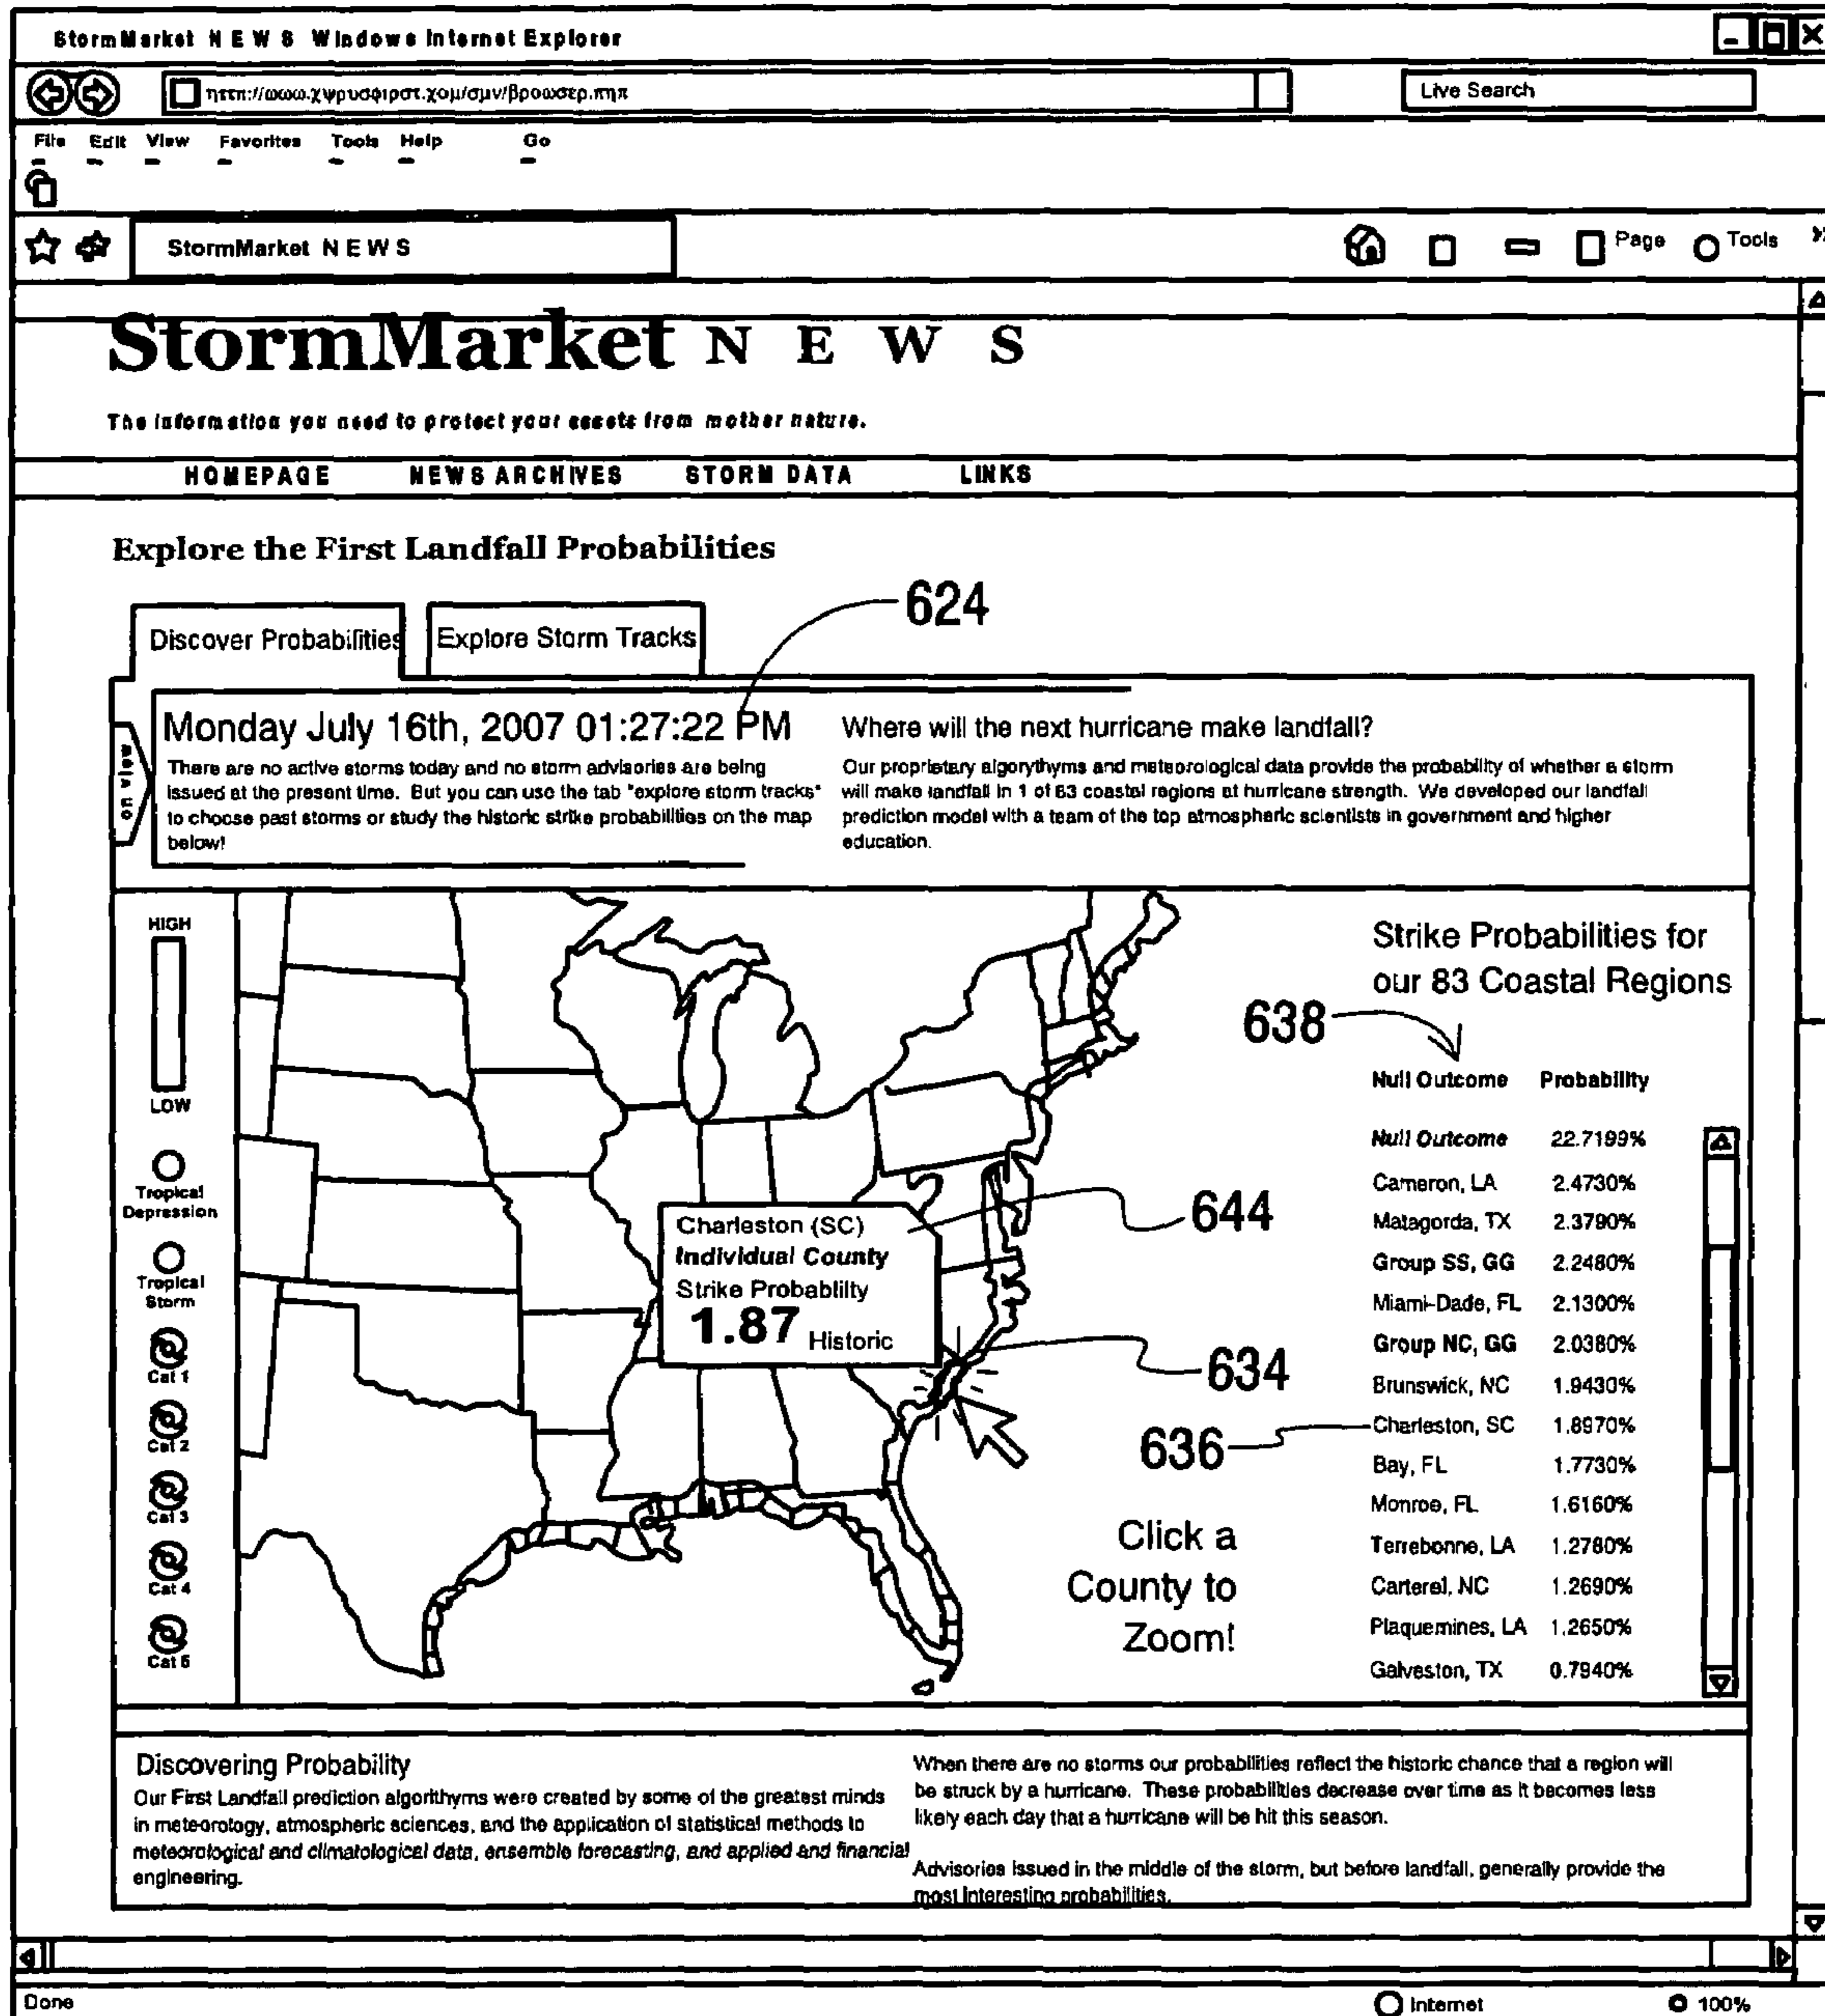 StormMarket N E W S Windows Internet Explorer
ηττπ://ωωω.χψρυσφιρστ.χομ/σμν/βροωσερ.πηπ
Live Search
File Edit View Favorites Tools Help Go
StormMarket N E W S
Page Tools »
StormMarket N E W S
The information you need to protect your assets from mother nature.
HOMEPAGE NEWS ARCHIVES STORM DATA LINKS
Explore the First Landfall Probabilities
624
Discover Probabilities Explore Storm Tracks
on view
Monday July 16th, 2007 01:27:22 PM
There are no active storms today and no storm advisories are being
issued at the present time. But you can use the tab "explore storm tracks"
to choose past storms or study the historic strike probabilities on the map
below!
Where will the next hurricane make landfall?
Our proprietary algorythyms and meteorological data provide the probability of whether a storm
will make landfall in 1 of 83 coastal regions at hurricane strength. We developed our landfall
prediction model with a team of the top atmospheric scientists in government and higher
education.
HIGH
LOW
Tropical
Depression
Tropical
Storm
Cat 1
Cat 2
Cat 3
Cat 4
Cat 5
Charleston (SC)
Individual County
Strike Probability
1.87 Historic
644
634
636
638
Click a
County to
Zoom!
Strike Probabilities for
our 83 Coastal Regions
Null Outcome Probability
Null Outcome 22.7199%
Cameron, LA 2.4730%
Matagorda, TX 2.3790%
Group SS, GG 2.2480%
Miami-Dade, FL 2.1300%
Group NC, GG 2.0380%
Brunswick, NC 1.9430%
Charleston, SC 1.8970%
Bay, FL 1.7730%
Monroe, FL 1.6160%
Terrebonne, LA 1.2780%
Carterel, NC 1.2690%
Plaquemines, LA 1.2650%
Galveston, TX 0.7940%
Discovering Probability
Our First Landfall prediction algorithyms were created by some of the greatest minds
in meteorology, atmospheric sciences, and the application of statistical methods to
meteorological and climatological data, ensemble forecasting, and applied and financial
engineering.
When there are no storms our probabilities reflect the historic chance that a region will
be struck by a hurricane. These probabilities decrease over time as it becomes less
likely each day that a hurricane will be hit this season.
Advisories issued in the middle of the storm, but before landfall, generally provide the
most interesting probabilities.
Done
Internet
100%